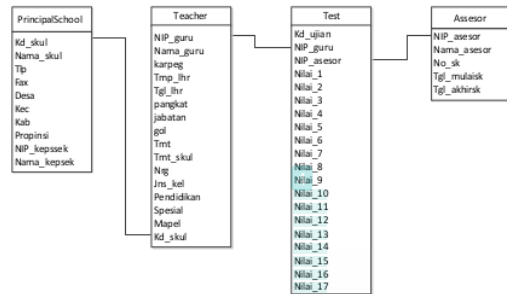 PrincipalSchool
Kd_skul
Nama_skul
Tlp
Fax
Desa
Kec
Kab
Propinsi
NIP_kepssek
Nama_kepsek
Teacher
NIP_guru
Nama_guru
karpeg
Tmp_lhr
Tgl_lhr
pangkat
jabatan
gol
Tmt
Tmt_skul
Nrg
Jns_kel
Pendidikan
Spesial
Mapel
Kd_skul
Test
Kd_ujian
NIP_guru
NIP_asesor
Nilai_1
Nilai_2
Nilai_3
Nilai_4
Nilai_5
Nilai_6
Nilai_7
Nilai_8
Nilai_9
Nilai_10
Nilai_11
Nilai_12
Nilai_13
Nilai_14
Nilai_15
Nilai_16
Nilai_17
Assesor
NIP_asesor
Nama_asesor
No_sk
Tgl_mulaisk
Tgl_akhirsk